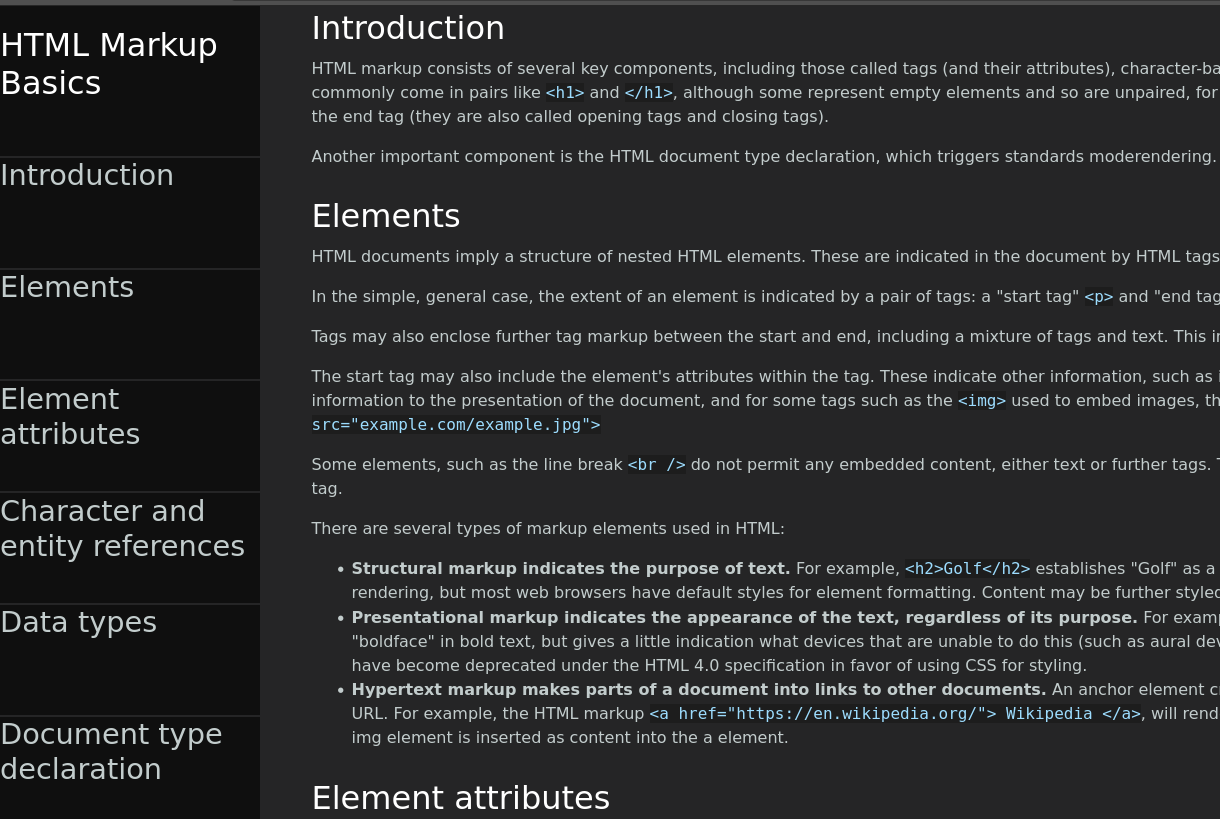 HTML Markup
Basics
Introduction
Elements
Element
attributes
Character and
entity references
Data types
Document type
declaration
Introduction
HTML markup consists of several key components, including those called tags (and their attributes), character-ba
commonly come in pairs like <h1> and </h1>, although some represent empty elements and so are unpaired, for
the end tag (they are also called opening tags and closing tags).
Another important component is the HTML document type declaration, which triggers standards moderendering.
Elements
HTML documents imply a structure of nested HTML elements. These are indicated in the document by HTML tags
In the simple, general case, the extent of an element is indicated by a pair of tags: a "start tag" <p> and "end tag
Tags may also enclose further tag markup between the start and end, including a mixture of tags and text. This in
The start tag may also include the element's attributes within the tag. These indicate other information, such as i
information to the presentation of the document, and for some tags such as the <img> used to embed images, th
src="example.com/example.jpg">
Some elements, such as the line break <br /> do not permit any embedded content, either text or further tags. T
tag.
There are several types of markup elements used in HTML:
• Structural markup indicates the purpose of text. For example, <h2>Golf</h2> establishes "Golf" as a
rendering, but most web browsers have default styles for element formatting. Content may be further styled
• Presentational markup indicates the appearance of the text, regardless of its purpose. For examp
"boldface" in bold text, but gives a little indication what devices that are unable to do this (such as aural dev
have become deprecated under the HTML 4.0 specification in favor of using CSS for styling.
• Hypertext markup makes parts of a document into links to other documents. An anchor element cr
URL. For example, the HTML markup <a href="https://en.wikipedia.org/"> Wikipedia </a>, will rend
img element is inserted as content into the a element.
Element attributes